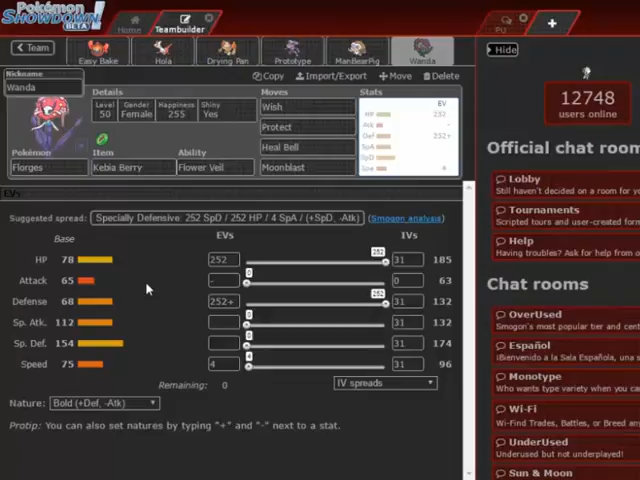 Pokémon
SHOWDOWN!
BETA
Home
Teambuilder
PU
< Team
Easy Bake
Hola
Drying Pan
Prototype
ManBearPig
Wanda
Hide
Copy
Import/Export
Move
Delete
Nickname
Wanda
Details
Level
50
Gender
Female
Happiness
255
Shiny
Yes
Pokémon
Florges
Item
Kebia Berry
Ability
Flower Veil
Moves
Wish
Protect
Heal Bell
Moonblast
Stats
EV
HP 252
Atk -
Def 252+
SpA
SpD
Spe 4
12748
users online
Official chat room
Lobby
Still haven't decided on a room for yo
Tournaments
Scripted tours and user-created form
Help
Having troubles? Ask for help from o
Chat rooms
OverUsed
Smogon's most popular tier and cent
Español
¡Bienvenido a la Sala Española, una s
Monotype
Who wants type variety when you ca
Wi-Fi
Wi-Find Trades, Battles, or Breed an
UnderUsed
Underused but not underplayed!
Sun & Moon
EVs
Suggested spread: Specially Defensive: 252 SpD / 252 HP / 4 SpA / (+SpD, -Atk) (Smogon analysis)
Base EVs IVs
HP 78 252 252 31 185
Attack 65 - 0 0 63
Defense 68 252+ 252 31 132
Sp. Atk. 112 0 31 132
Sp. Def. 154 0 31 174
Speed 75 4 4 31 96
Remaining: 0
IV spreads
Nature: Bold (+Def, -Atk)
Protip: You can also set natures by typing "+" and "-" next to a stat.